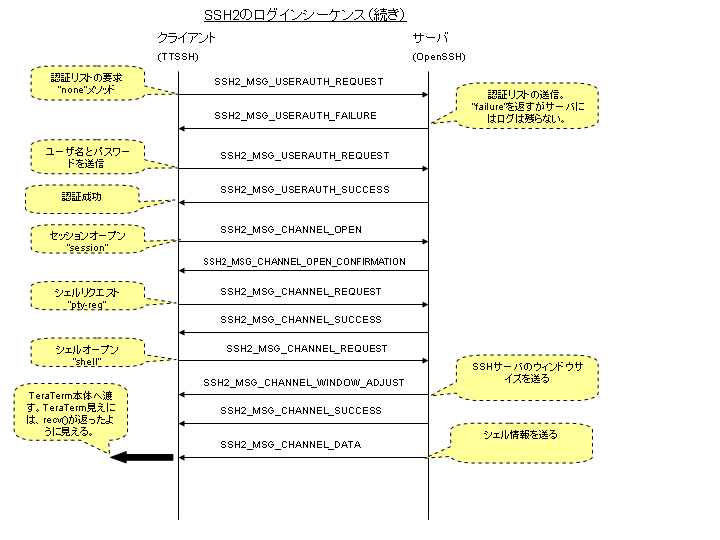 SSH2のログインシーケンス(続き)
クライアント
(TTSSH)
サーバ
(OpenSSH)
認証リストの要求
"none"メソッド
SSH2_MSG_USERAUTH_REQUEST
認証リストの送信。
"failure"を返すがサーバに
はログは残らない。
SSH2_MSG_USERAUTH_FAILURE
ユーザ名とパスワー
ドを送信
SSH2_MSG_USERAUTH_REQUEST
認証成功
SSH2_MSG_USERAUTH_SUCCESS
セッションオープン
"session"
SSH2_MSG_CHANNEL_OPEN
SSH2_MSG_CHANNEL_OPEN_CONFIRMATION
シェルリクエスト
"pty-req"
SSH2_MSG_CHANNEL_REQUEST
SSH2_MSG_CHANNEL_SUCCESS
シェルオープン
"shell"
SSH2_MSG_CHANNEL_REQUEST
SSHサーバのウィンドウサ
イズを送る
SSH2_MSG_CHANNEL_WINDOW_ADJUST
TeraTerm本体へ渡
す。TeraTerm見えに
は、recv()が返ったよ
うに見える。
SSH2_MSG_CHANNEL_SUCCESS
シェル情報を送る
SSH2_MSG_CHANNEL_DATA